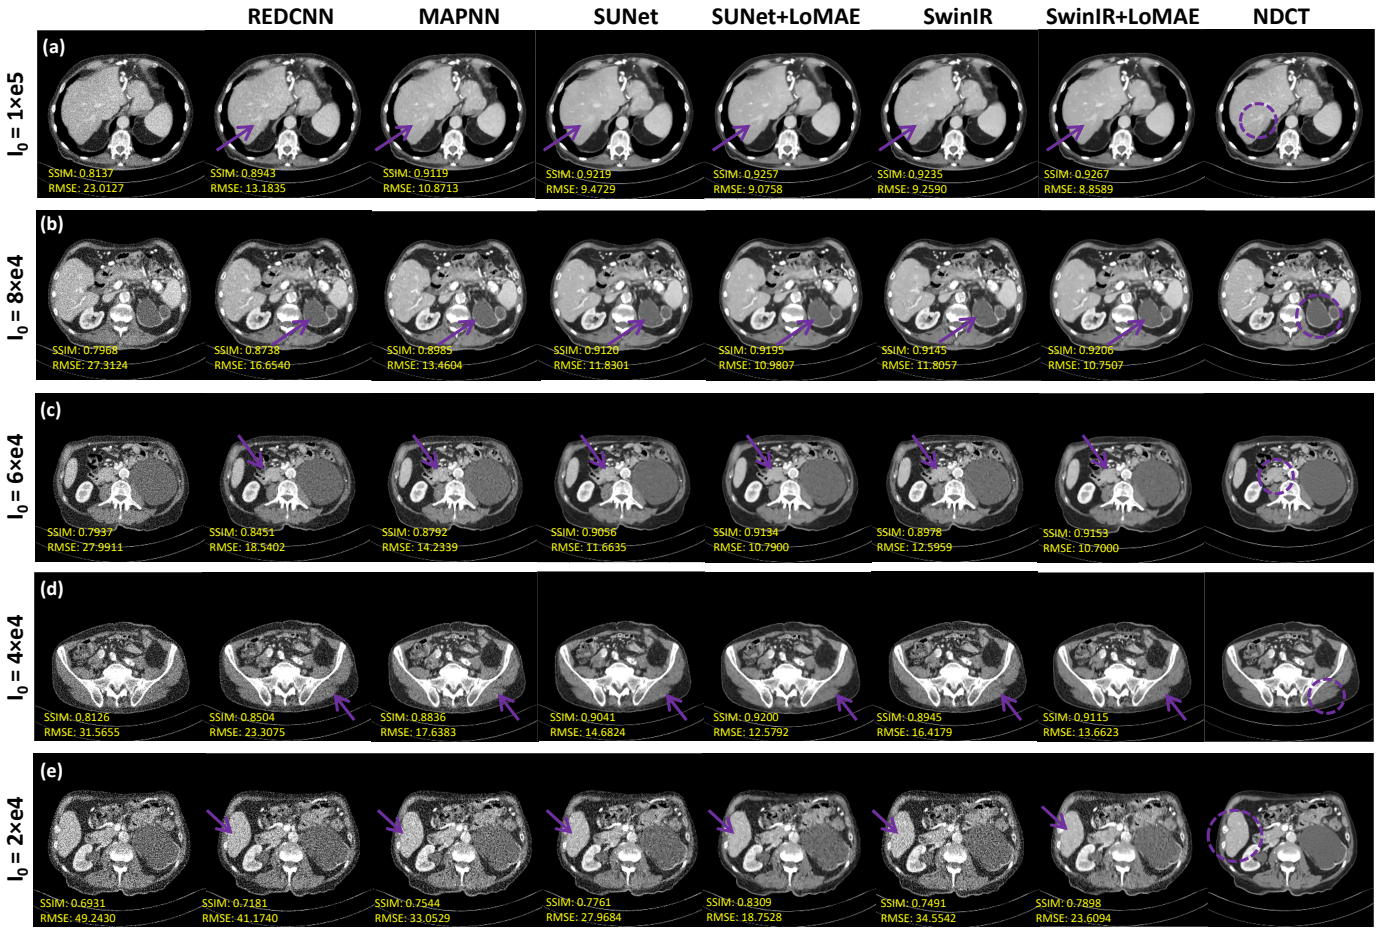 REDCNN MAPNN SUNet SUNet+LoMAE SwinIR SwinIR+LoMAE NDCT
I₀ = 1×e5
(a)
SSIM: 0.8137 SSIM: 0.8943 SSIM: 0.9119 SSIM: 0.9219 SSIM: 0.9257 SSIM: 0.9235 SSIM: 0.9267
RMSE: 23.0127 RMSE: 13.1835 RMSE: 10.8713 RMSE: 9.4729 RMSE: 9.0758 RMSE: 9.2590 RMSE: 8.8589
I₀ = 8×e4
(b)
SSIM: 0.7968 SSIM: 0.8738 SSIM: 0.8985 SSIM: 0.9120 SSIM: 0.9195 SSIM: 0.9145 SSIM: 0.9206
RMSE: 27.3124 RMSE: 16.6540 RMSE: 13.4604 RMSE: 11.8301 RMSE: 10.9807 RMSE: 11.8057 RMSE: 10.7507
I₀ = 6×e4
(c)
SSIM: 0.7937 SSIM: 0.8451 SSIM: 0.8792 SSIM: 0.9056 SSIM: 0.9134 SSIM: 0.8978 SSIM: 0.9153
RMSE: 27.9911 RMSE: 18.5402 RMSE: 14.2339 RMSE: 11.6635 RMSE: 10.7900 RMSE: 12.5959 RMSE: 10.7000
I₀ = 4×e4
(d)
SSIM: 0.8126 SSIM: 0.8504 SSIM: 0.8836 SSIM: 0.9041 SSIM: 0.9200 SSIM: 0.8945 SSIM: 0.9115
RMSE: 31.5655 RMSE: 23.3075 RMSE: 17.6383 RMSE: 14.6824 RMSE: 12.5792 RMSE: 16.4179 RMSE: 13.6623
I₀ = 2×e4
(e)
SSIM: 0.6931 SSIM: 0.7181 SSIM: 0.7544 SSIM: 0.7761 SSIM: 0.8309 SSIM: 0.7491 SSIM: 0.7898
RMSE: 49.2430 RMSE: 41.1740 RMSE: 33.0529 RMSE: 27.9684 RMSE: 18.7528 RMSE: 34.5542 RMSE: 23.6094